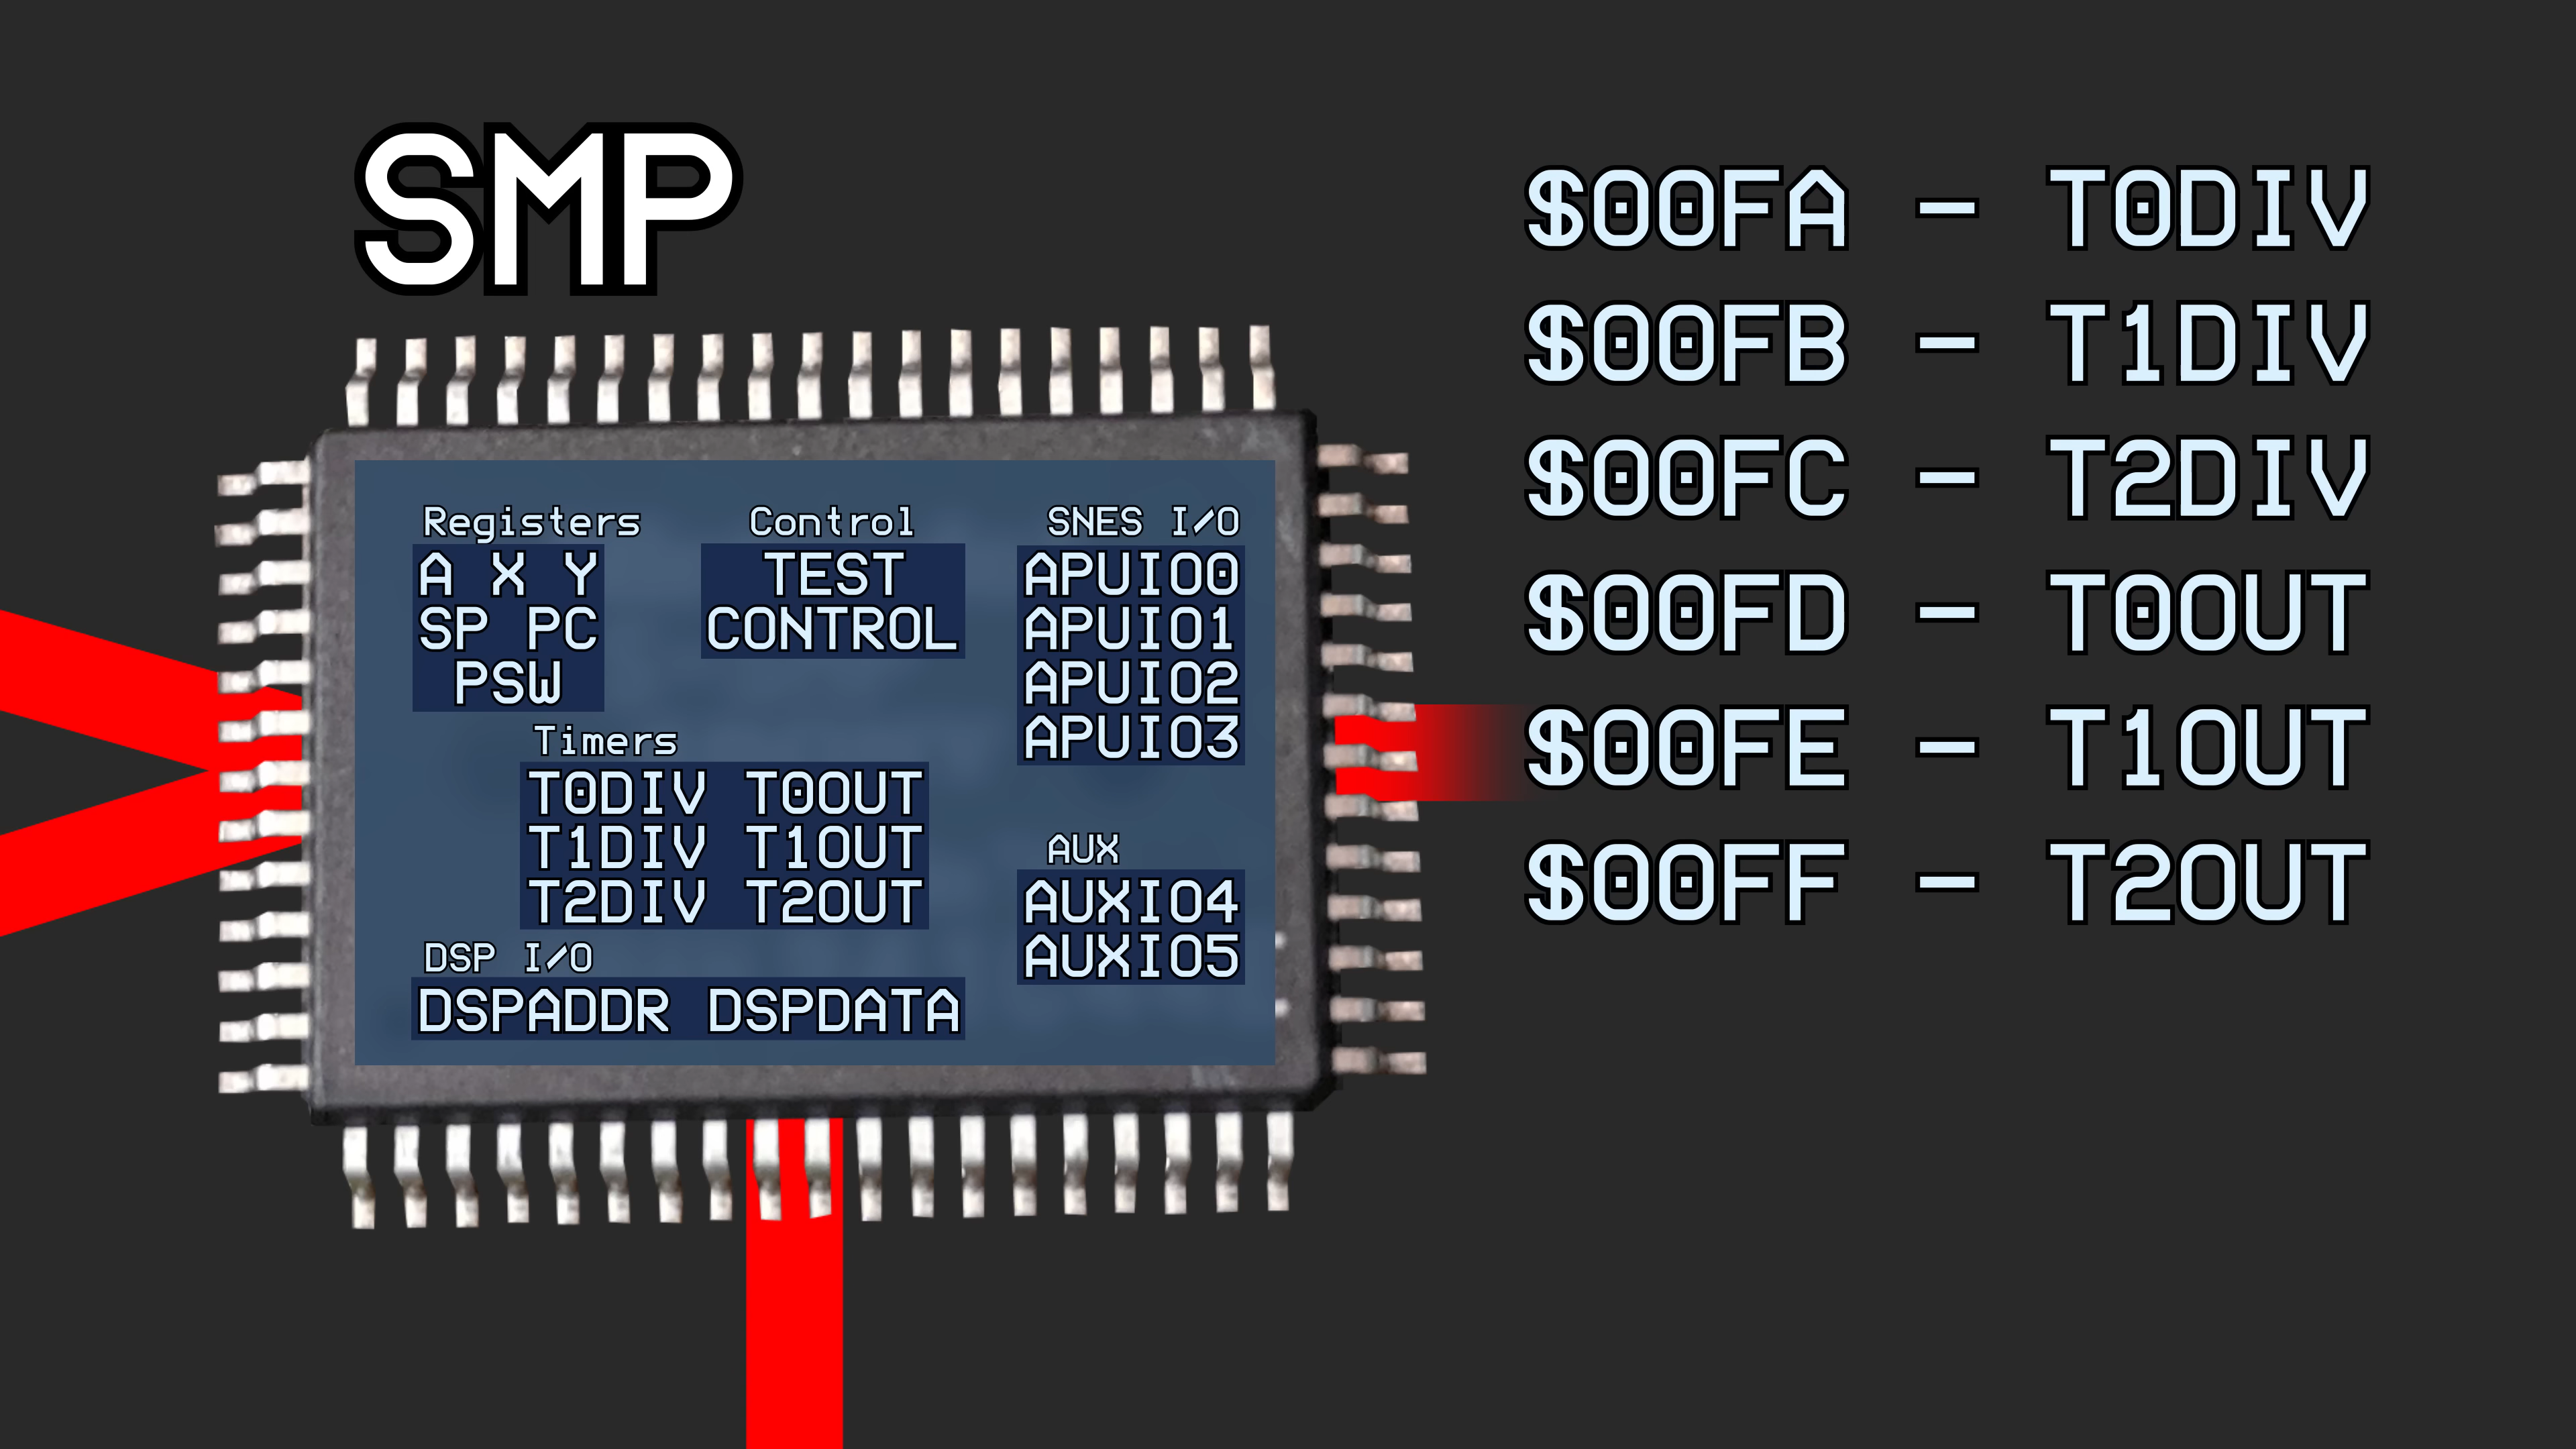 SMP
Registers
A X Y
SP PC
PSW
Control
TEST
CONTROL
SNES I/O
APUIO0
APUIO1
APUIO2
APUIO3
Timers
T0DIV T0OUT
T1DIV T1OUT
T2DIV T2OUT
AUX
AUXIO4
AUXIO5
DSP I/O
DSPADDR DSPDATA
$00FA - T0DIV
$00FB - T1DIV
$00FC - T2DIV
$00FD - T0OUT
$00FE - T1OUT
$00FF - T2OUT